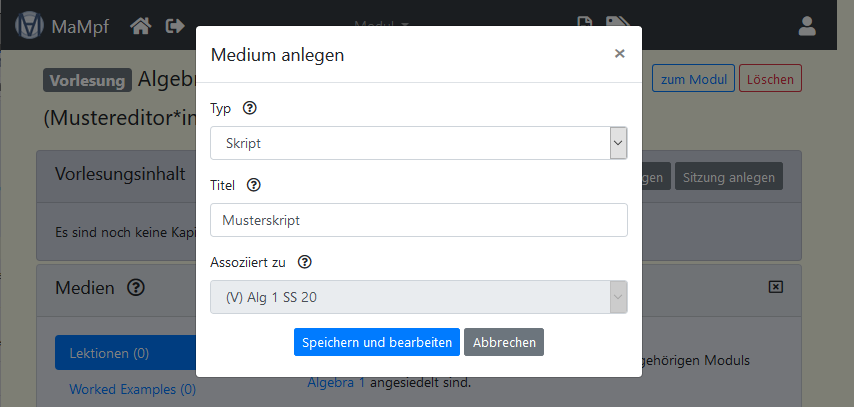 MaMpf
Modul
Medium anlegen
Vorlesung Algebr
zum Modul Löschen
(Mustereditor*in
Typ
Skript
Vorlesungsinhalt
gen Sitzung anlegen
Titel
Musterskript
Es sind noch keine Kapi
Assoziiert zu
(V) Alg 1 SS 20
Medien
Speichern und bearbeiten Abbrechen
Lektionen (0)
gehörigen Moduls
Algebra 1 angesiedelt sind.
Worked Examples (0)